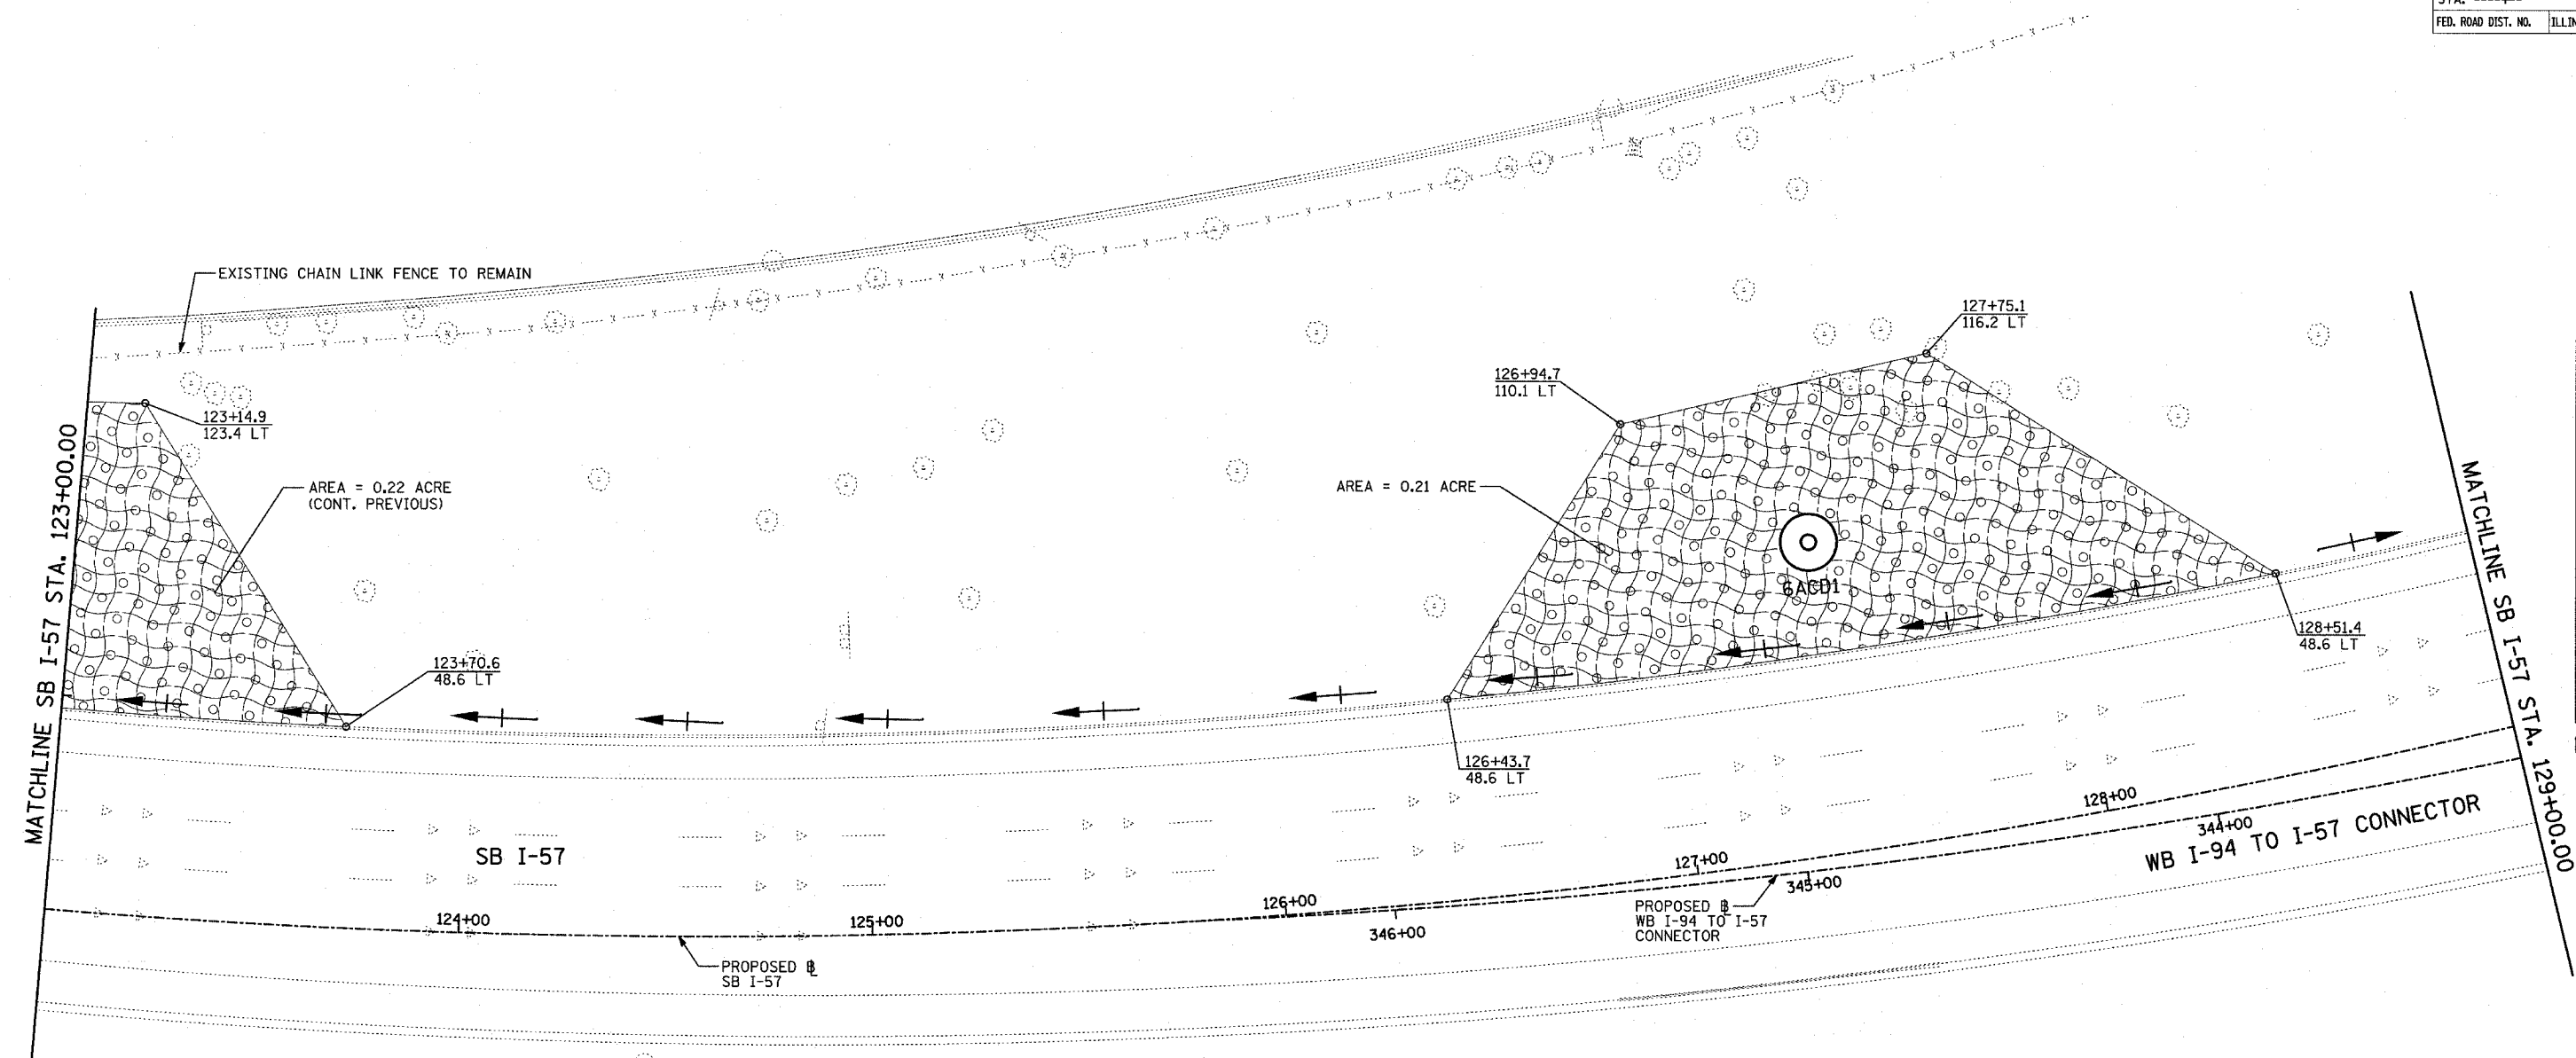 FED. ROAD DIST. NO.
EXISTING CHAIN LINK FENCE TO REMAIN
127+75.1
116.2 LT
126+94.7
110.1 LT
123+14.9
123.4 LT
AREA = 0.22 ACRE
(CONT. PREVIOUS)
AREA = 0.21 ACRE
6ACD1
MATCHLINE SB I-57 STA. 123+00.00
MATCHLINE SB I-57 STA. 129+00.00
123+70.6
48.6 LT
128+51.4
48.6 LT
126+43.7
48.6 LT
SB I-57
128+00
344+00
WB I-94 TO I-57 CONNECTOR
127+00
345+00
126+00
346+00
124+00
125+00
PROPOSED ℄
WB I-94 TO I-57
CONNECTOR
PROPOSED ℄
SB I-57